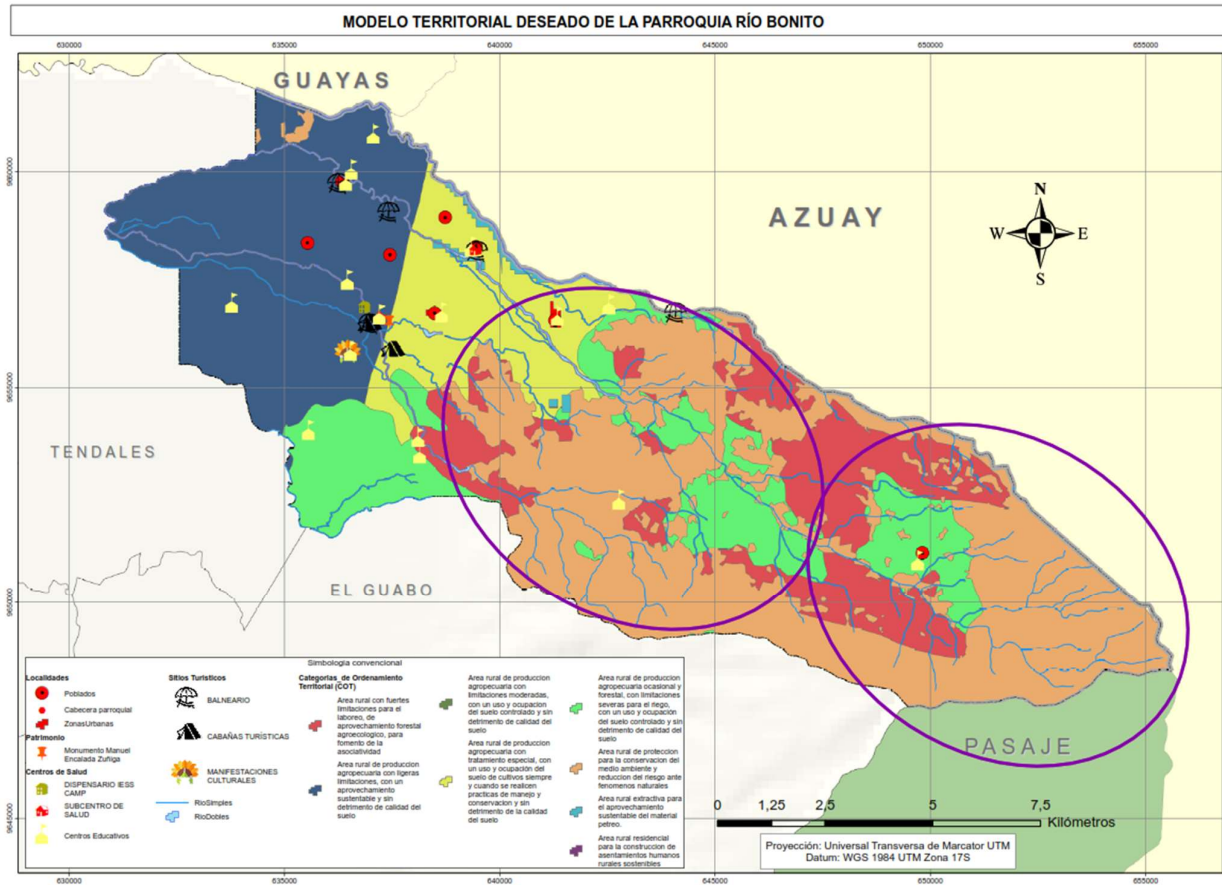 MODELO TERRITORIAL DESEADO DE LA PARROQUIA RÍO BONITO
630000
635000
640000
645000
650000
655000
GUAYAS
AZUAY
N
W
E
S
TENDALES
EL GUABO
PASAJE
9650000
9645000
Simbologia convencional
Localidades
Poblados
Cabecera parroquial
ZonasUrbanas
Patrimonio
Monumento Manuel
Encalada Zuñiga
Centros de Salud
DISPENSARIO IESS
CAMP
SUBCENTRO DE
SALUD
Centros Educativos
Sitios Turisticos
BALNEARIO
CABAÑAS TURÍSTICAS
MANIFESTACIONES
CULTURALES
RioSimples
RioDobles
Categorias_de Ordenamiento
Territorial (COT)
Area rural con fuertes
limitaciones para el
laboreo, de
aprovechamiento forestal
agroecologico, para
fomento de la
asociatividad
Area rural de produccion
agropecuaria con ligeras
limitaciones, con un
aprovechamiento
sustentable y sin
detrimento de calidad del
suelo
Area rural de produccion
agropecuaria con
limitaciones moderadas,
con un uso y ocupacion
del suelo controlado y sin
detrimento de calidad del
suelo
Area rural de produccion
agropecuaria con
tratamiento especial, con
un uso y ocupación del
suelo de cultivos siempre
y cuando se realicen
practicas de manejo y
conservacion y sin
detrimento de la calidad
del suelo
Area rural de produccion
agropecuaria ocasional y
forestal, con limitaciones
severas para el riego,
con un uso y ocupación
del suelo controlado y sin
detrimento de calidad del
suelo
Area rural de proteccion
para la conservacion del
medio ambiente y
reduccion del riesgo ante
fenomenos naturales
Area rural extractiva para
el aprovechamiento
sustentable del material
petreo.
Area rural residencial
para la construccion de
asentamientos humanos
rurales sostenibles
0
1,25
2,5
5
7,5
Kilómetros
Proyección: Universal Transversa de Marcator UTM
Datum: WGS 1984 UTM Zona 17S
630000
635000
640000
645000
650000
655000